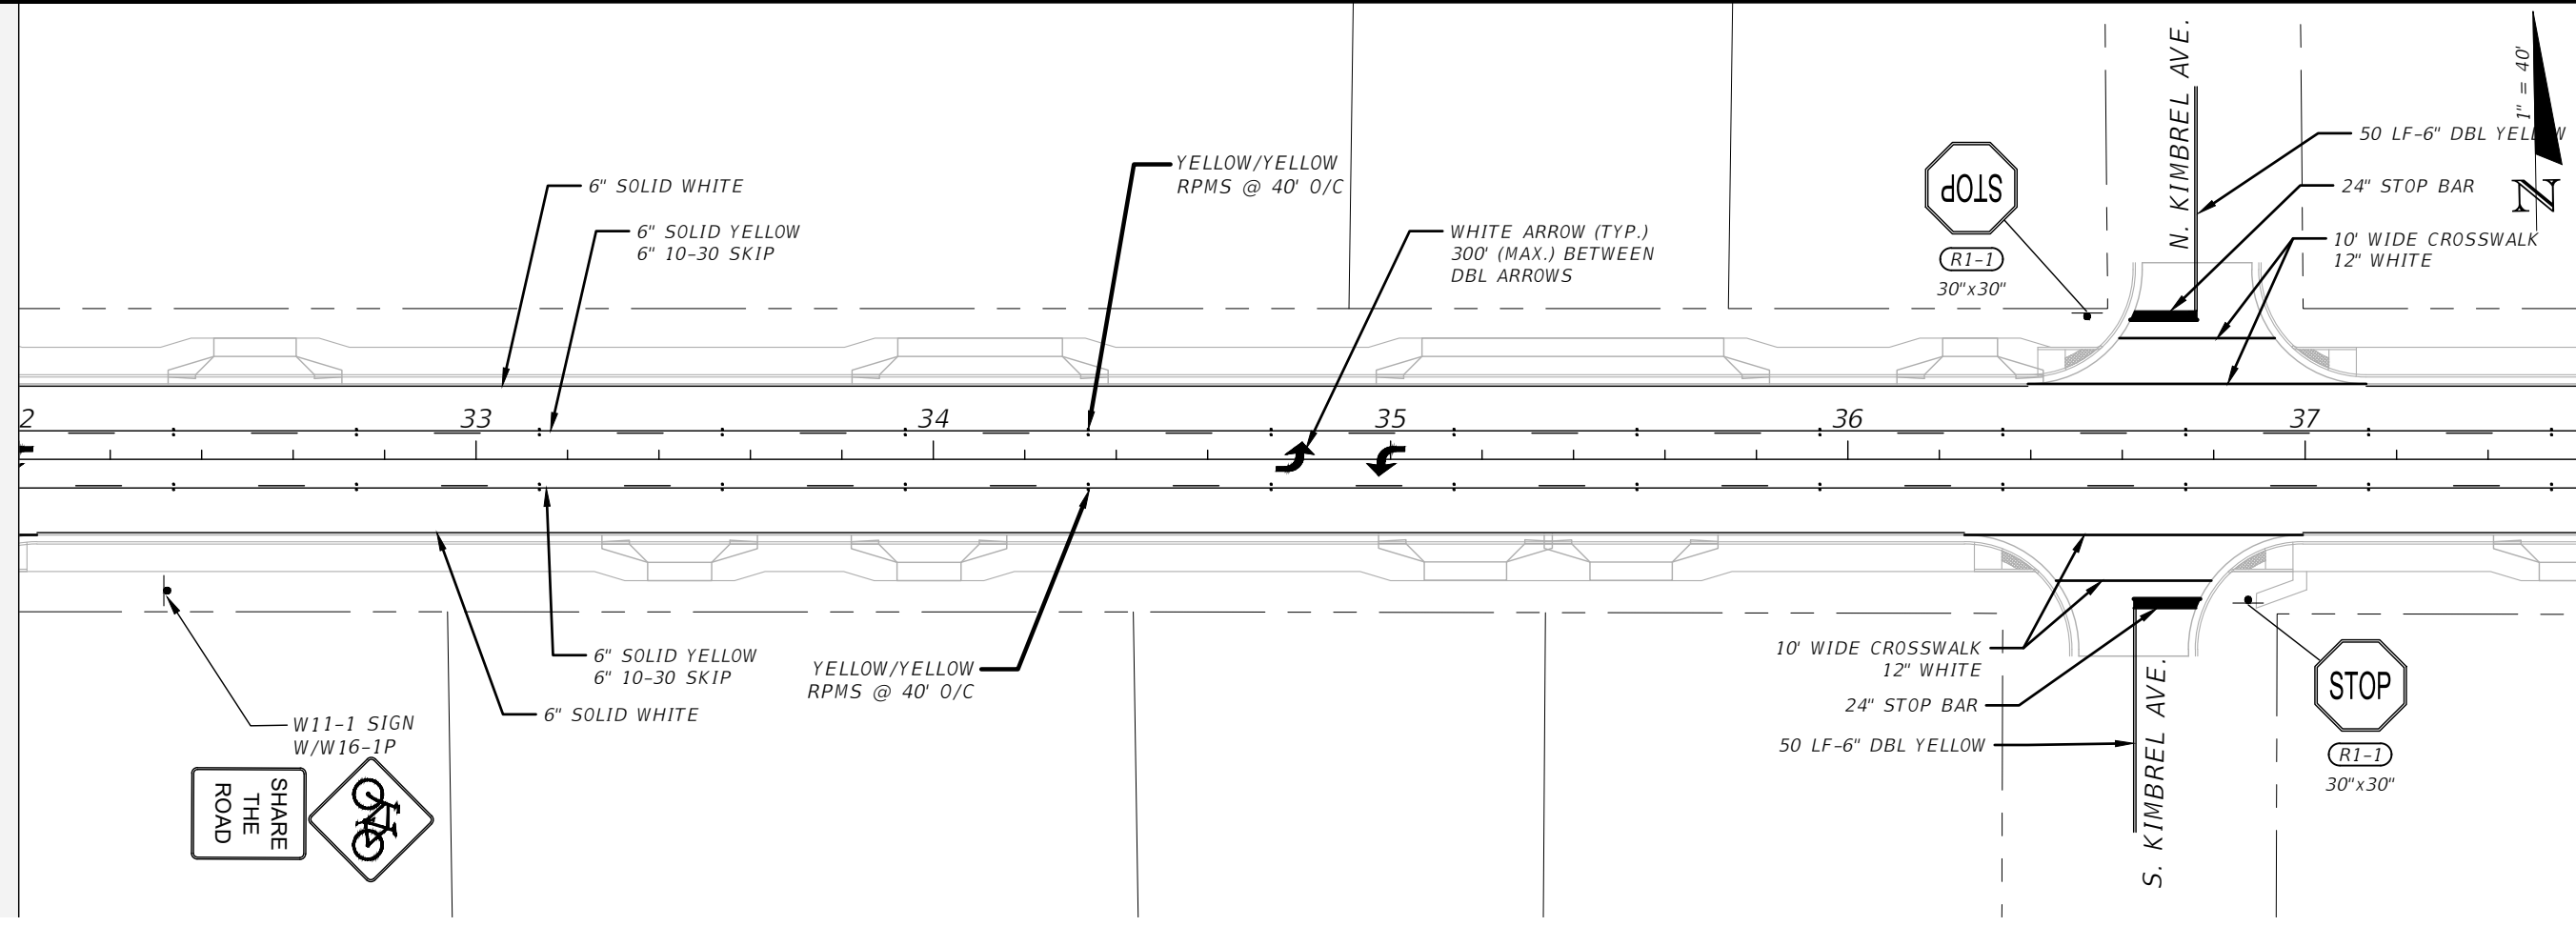 N. KIMBREL AVE.
1" = 40'
N
50 LF-6" DBL YELLOW
24" STOP BAR
10' WIDE CROSSWALK
12" WHITE
STOP
R1-1
30"x30"
YELLOW/YELLOW
RPMS @ 40' O/C
6" SOLID WHITE
6" SOLID YELLOW
6" 10-30 SKIP
WHITE ARROW (TYP.)
300' (MAX.) BETWEEN
DBL ARROWS
2
33
34
35
36
37
6" SOLID YELLOW
6" 10-30 SKIP
6" SOLID WHITE
YELLOW/YELLOW
RPMS @ 40' O/C
W11-1 SIGN
W/W16-1P
SHARE
THE
ROAD
10' WIDE CROSSWALK
12" WHITE
24" STOP BAR
50 LF-6" DBL YELLOW
S. KIMBREL AVE.
STOP
R1-1
30"x30"